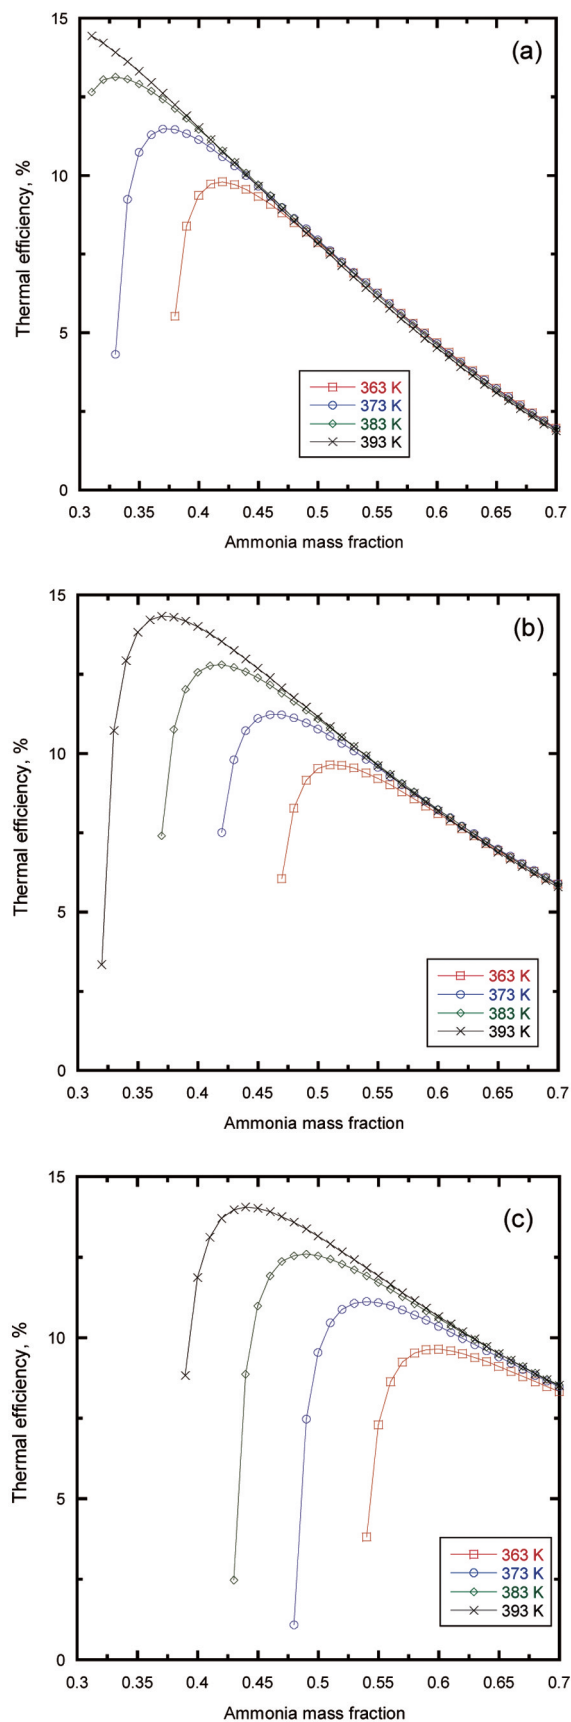 (a)
15
10
5
0
Thermal efficiency, %
363 K
373 K
383 K
393 K
0.3 0.35 0.4 0.45 0.5 0.55 0.6 0.65 0.7
Ammonia mass fraction
(b)
15
10
5
0
Thermal efficiency, %
363 K
373 K
383 K
393 K
0.3 0.35 0.4 0.45 0.5 0.55 0.6 0.65 0.7
Ammonia mass fraction
(c)
15
10
5
0
Thermal efficiency, %
363 K
373 K
383 K
393 K
0.3 0.35 0.4 0.45 0.5 0.55 0.6 0.65 0.7
Ammonia mass fraction